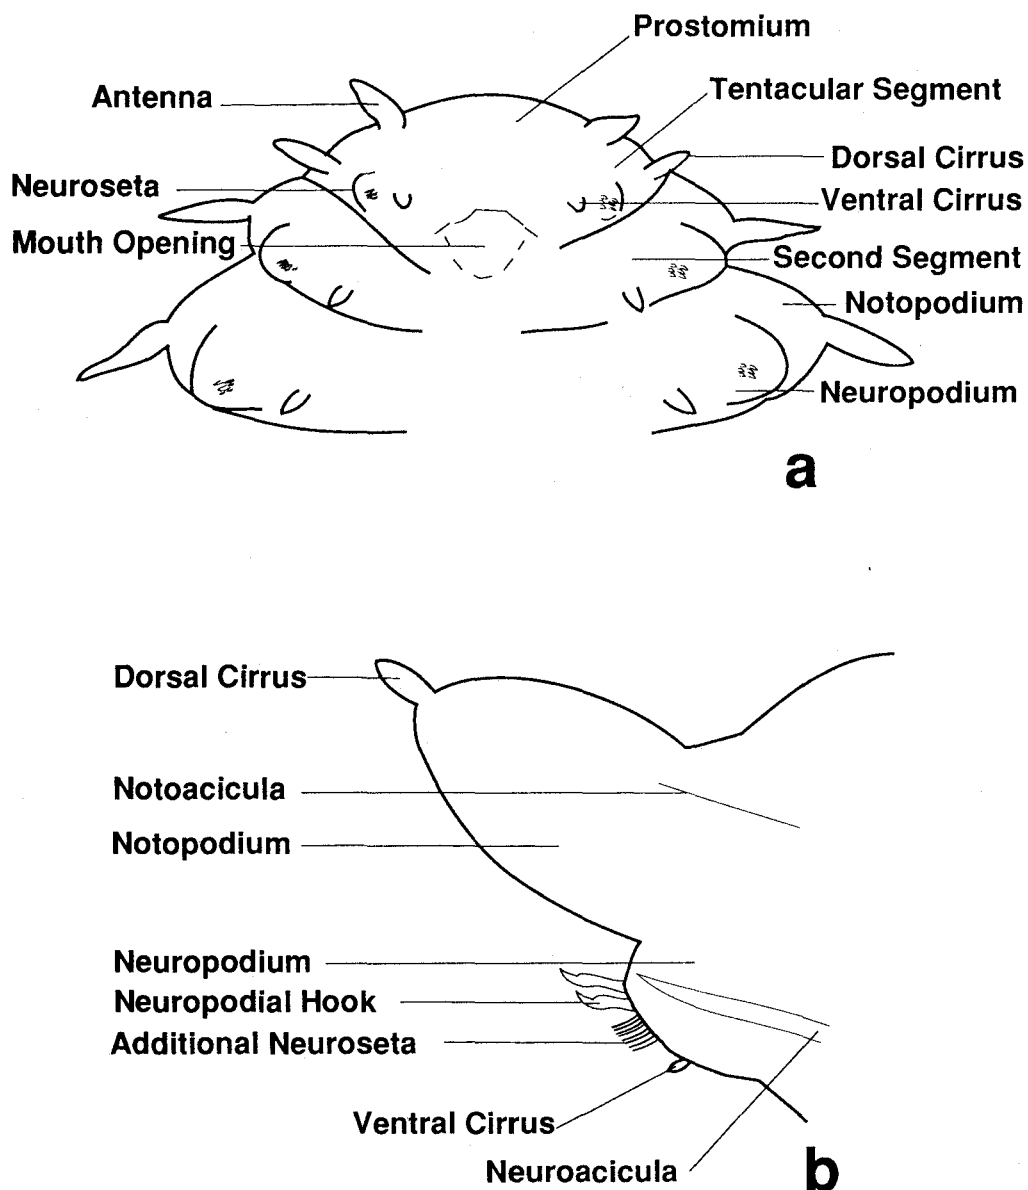 Prostomium
Antenna
Tentacular Segment
Dorsal Cirrus
Neuroseta
Ventral Cirrus
Mouth Opening
Second Segment
Notopodium
Neuropodium
a
Dorsal Cirrus
Notoacicula
Notopodium
Neuropodium
Neuropodial Hook
Additional Neuroseta
Ventral Cirrus
Neuroacicula
b